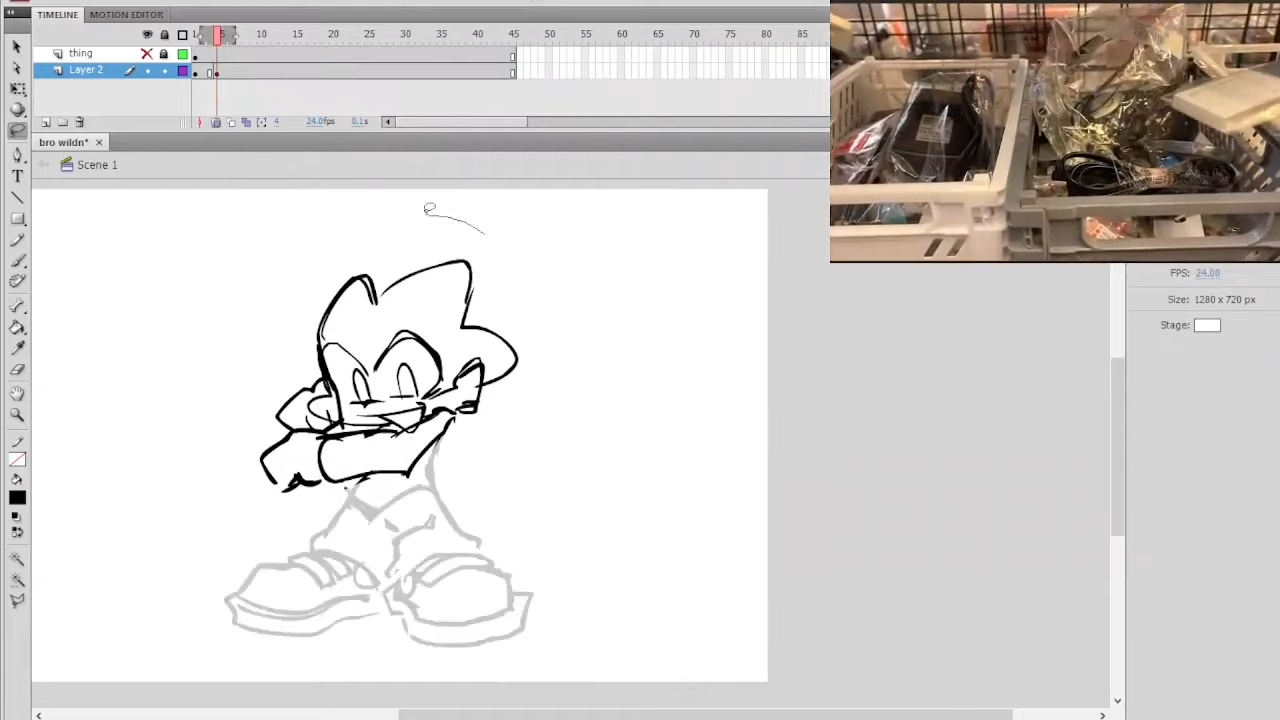 TIMELINE MOTION EDITOR
1 5 10 15 20 25 30 35 40 45 50 55 60 65 70 75 80 85
thing
Layer 2
4 24.0fps 0.1s
bro wildn* ×
Scene 1
FPS: 24.00
Size: 1280 x 720 px
Stage: